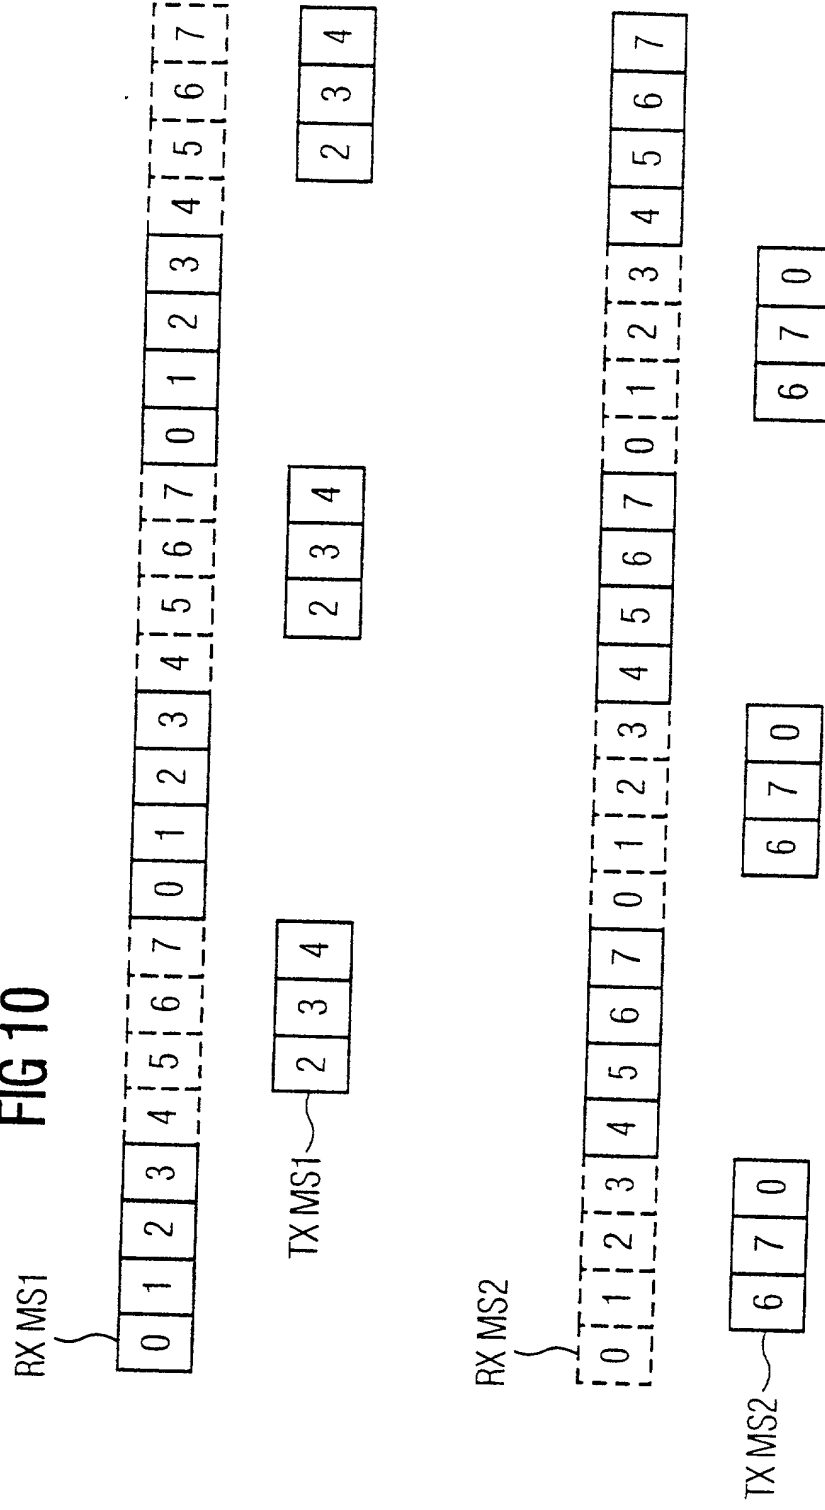 FIG 10
RX MS1
0 1 2 3 4 5 6 7 0 1 2 3 4 5 6 7 0 1 2 3 4 5 6 7
TX MS1
2 3 4 2 3 4 2 3 4
RX MS2
0 1 2 3 4 5 6 7 0 1 2 3 4 5 6 7 0 1 2 3 4 5 6 7
TX MS2
6 7 0 6 7 0 6 7 0